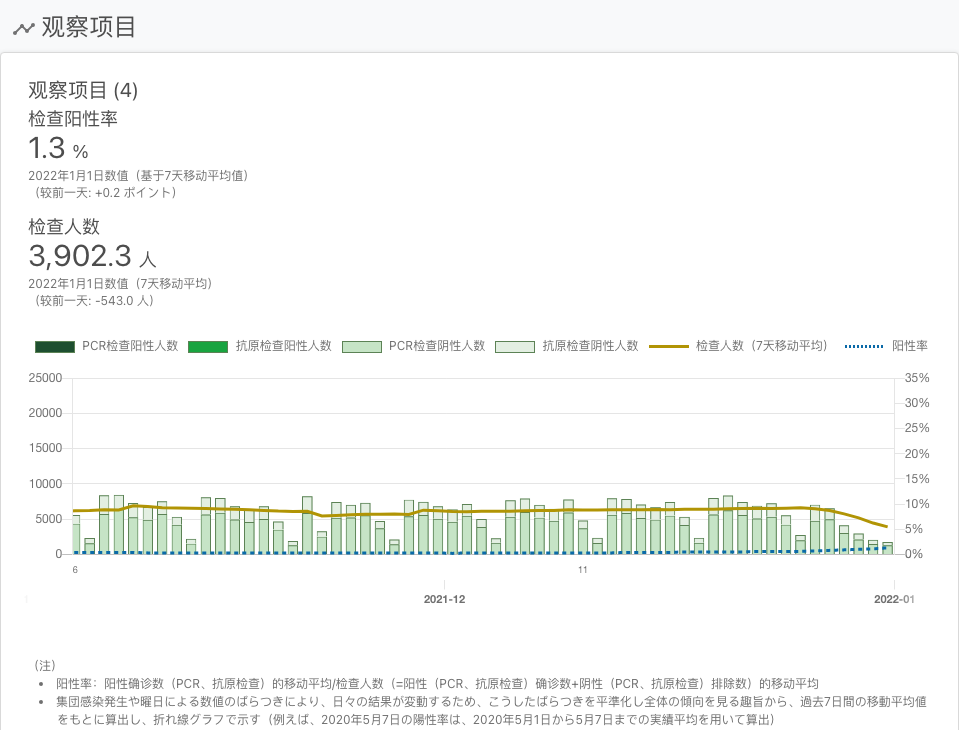 观察项目
观察项目 (4)
检查阳性率
1.3 %
2022年1月1日数值（基于7天移动平均值）
（较前一天: +0.2 ポイント）
检查人数
3,902.3 人
2022年1月1日数值（7天移动平均）
（较前一天: -543.0 人）
PCR检查阳性人数 抗原检查阳性人数 PCR检查阴性人数 抗原检查阴性人数 检查人数（7天移动平均） 阳性率
25000 35%
30%
20000
25%
15000
20%
15%
10000
10%
5000
5%
0 0%
6 11
2021-12 2022-01
（注）
• 阳性率：阳性确诊数（PCR、抗原检查）的移动平均/检查人数（=阳性（PCR、抗原检查）确诊数+阴性（PCR、抗原检查）排除数）的移动平均
• 集団感染発生や曜日による数値のばらつきにより、日々の結果が変動するため、こうしたばらつきを平準化し全体の傾向を見る趣旨から、過去7日間の移動平均値
をもとに算出し、折れ線グラフで示す（例えば、2020年5月7日の陽性率は、2020年5月1日から5月7日までの実績平均を用いて算出）